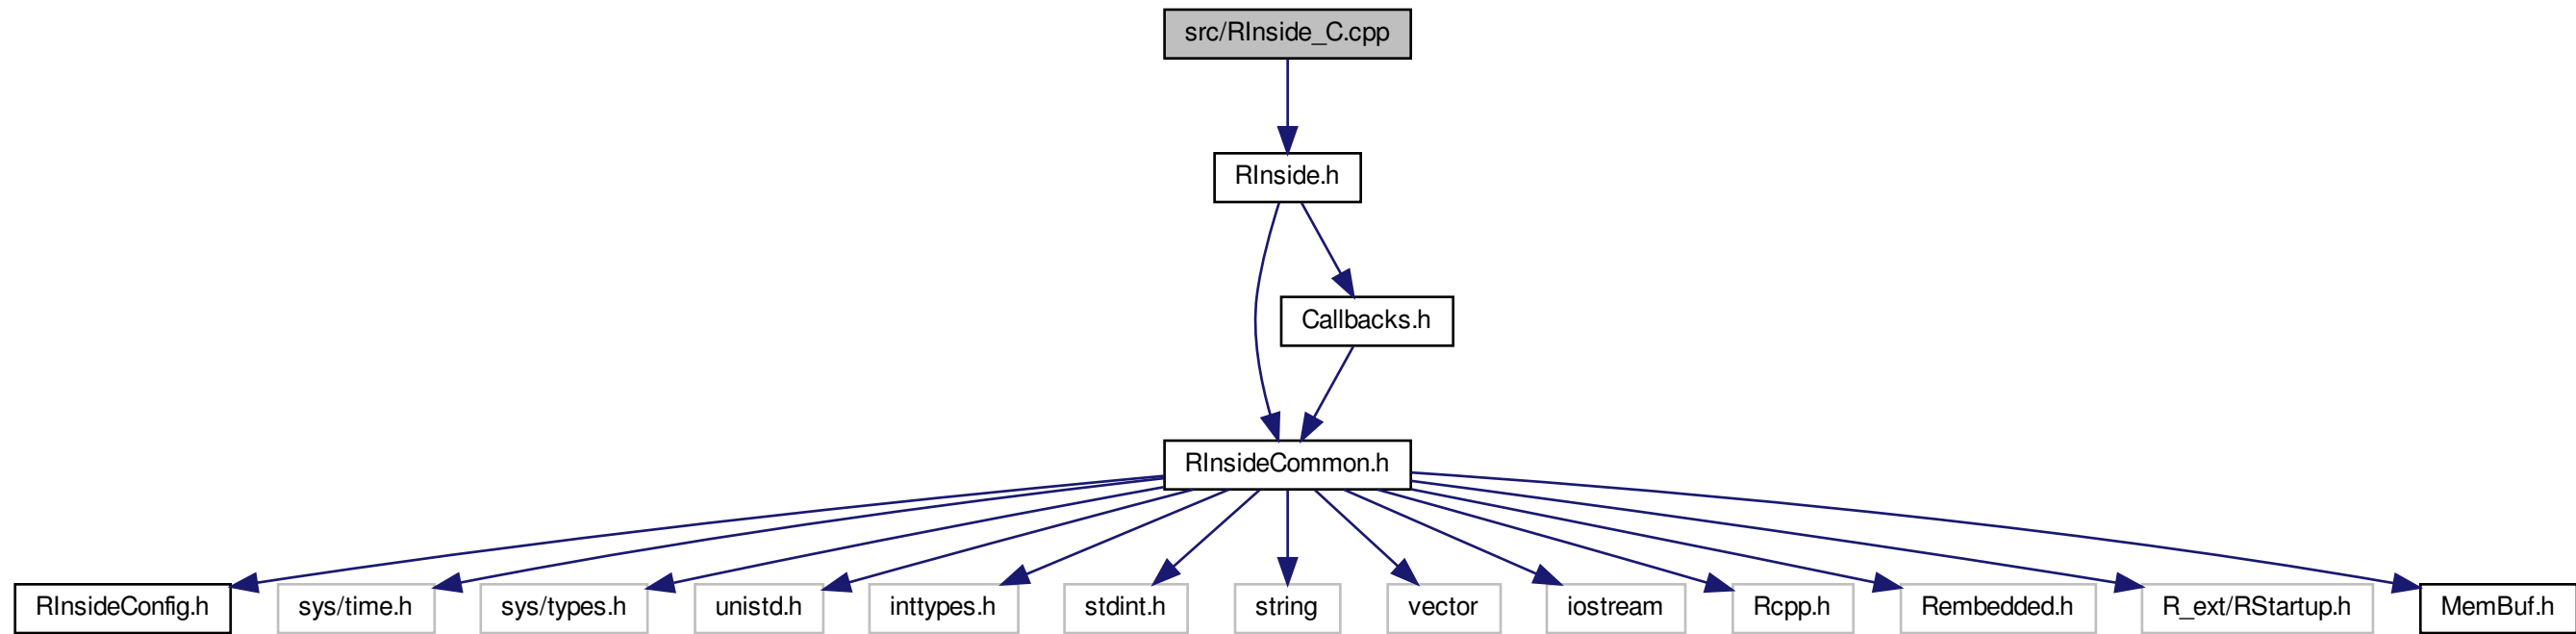 src/RInside_C.cpp
RInside.h
Callbacks.h
RInsideCommon.h
RInsideConfig.h
sys/time.h
sys/types.h
unistd.h
inttypes.h
stdint.h
string
vector
iostream
Rcpp.h
Rembedded.h
R_ext/RStartup.h
MemBuf.h